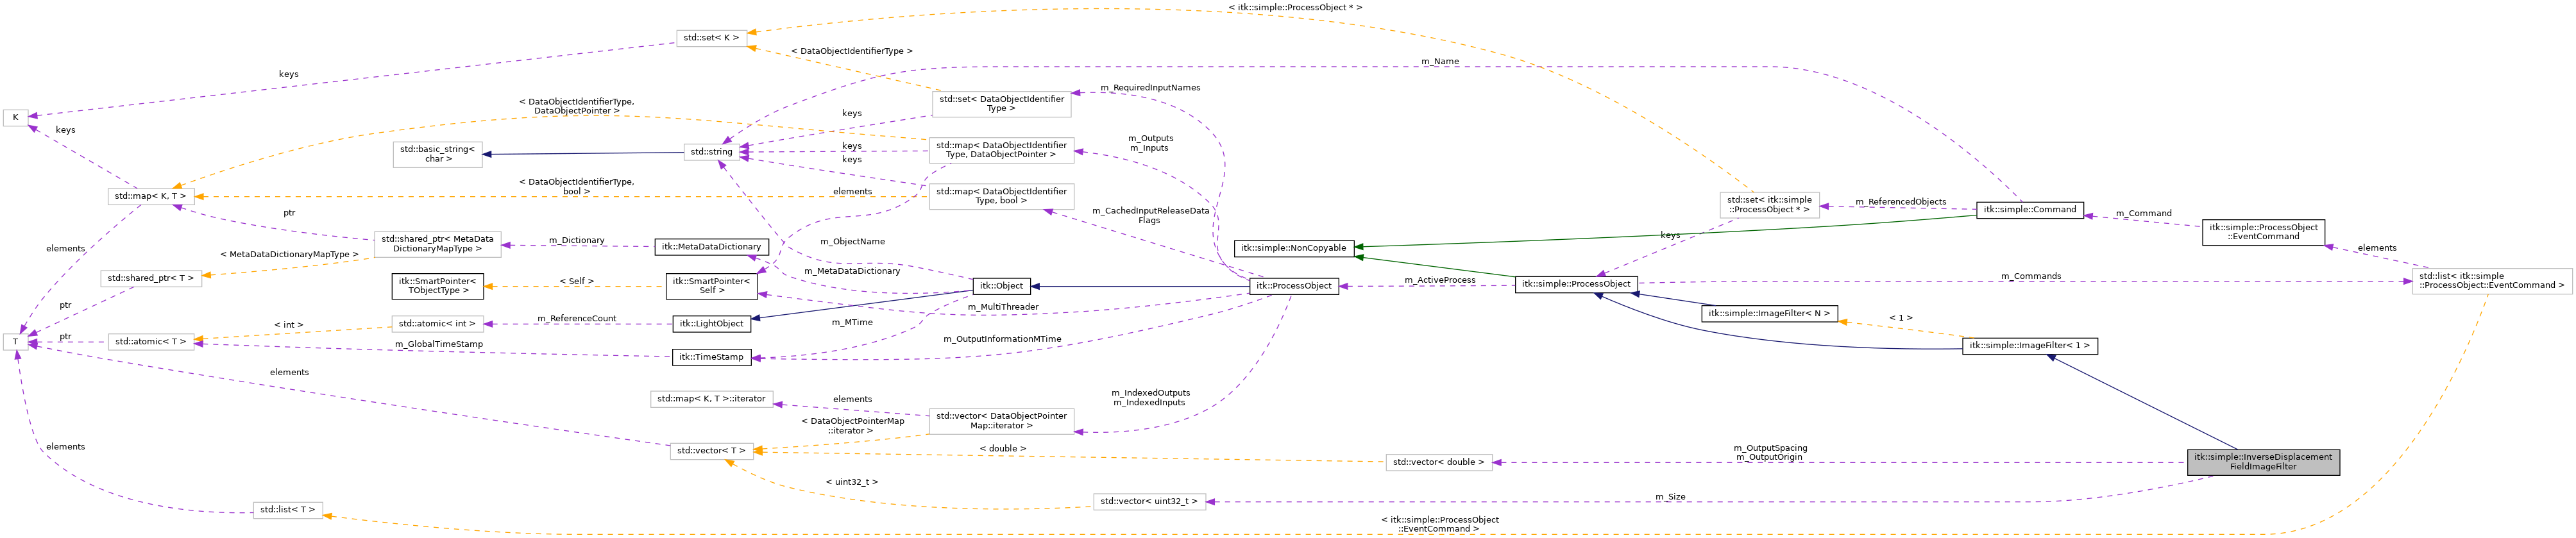 < itk::simple::ProcessObject * >
std::set< K >
< DataObjectIdentifierType >
m_Name
keys
m_RequiredInputNames
std::set< DataObjectIdentifier
Type >
K
keys
< DataObjectIdentifierType,
DataObjectPointer >
keys
std::basic_string<
char >
std::string
keys
keys
std::map< DataObjectIdentifier
Type, DataObjectPointer >
m_Outputs
m_Inputs
std::map< K, T >
< DataObjectIdentifierType,
bool >
elements
std::map< DataObjectIdentifier
Type, bool >
m_CachedInputReleaseData
Flags
std::set< itk::simple
::ProcessObject * >
m_ReferencedObjects
itk::simple::Command
m_Command
itk::simple::ProcessObject
::EventCommand
ptr
elements
std::shared_ptr< MetaData
DictionaryMapType >
m_Dictionary
itk::MetaDataDictionary
m_ObjectName
itk::simple::NonCopyable
keys
elements
< MetaDataDictionaryMapType >
std::shared_ptr< T >
itk::SmartPointer<
TObjectType >
< Self >
itk::SmartPointer<
Self >
m_MetaDataDictionary
itk::Object
itk::ProcessObject
m_ActiveProcess
itk::simple::ProcessObject
m_Commands
std::list< itk::simple
::ProcessObject::EventCommand >
ptr
m_MultiThreader
itk::simple::ImageFilter< N >
< 1 >
< int >
std::atomic< int >
m_ReferenceCount
itk::LightObject
m_MTime
T
ptr
std::atomic< T >
m_GlobalTimeStamp
itk::TimeStamp
m_OutputInformationMTime
itk::simple::ImageFilter< 1 >
elements
std::map< K, T >::iterator
elements
m_IndexedOutputs
m_IndexedInputs
std::vector< DataObjectPointer
Map::iterator >
< DataObjectPointerMap
::iterator >
elements
std::vector< T >
< double >
std::vector< double >
m_OutputSpacing
m_OutputOrigin
itk::simple::InverseDisplacement
FieldImageFilter
< uint32_t >
std::vector< uint32_t >
m_Size
std::list< T >
< itk::simple::ProcessObject
::EventCommand >